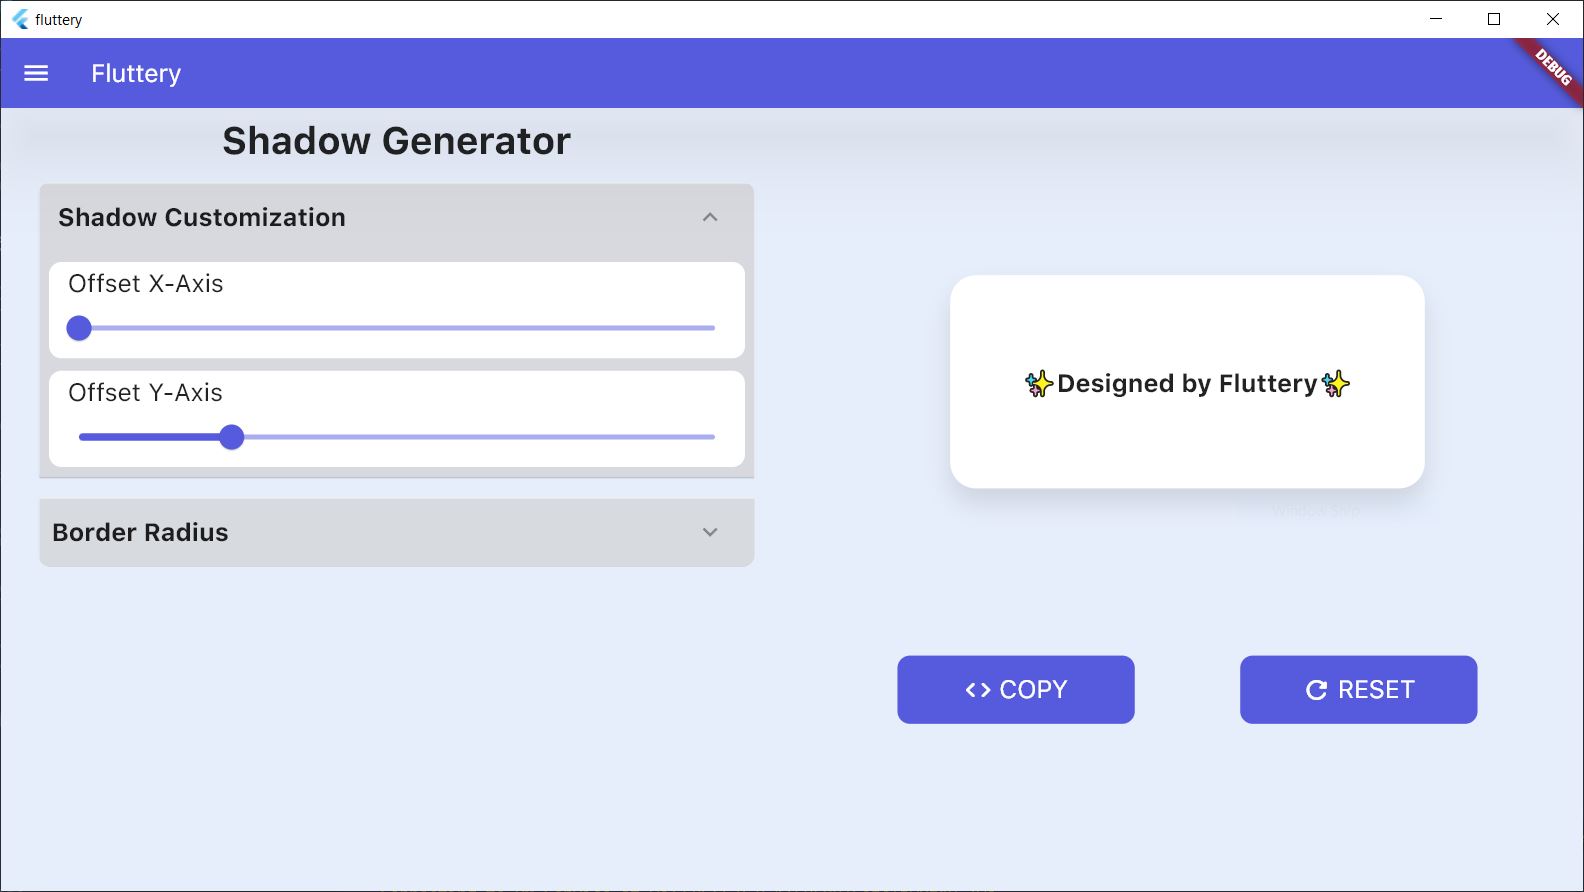 fluttery
Fluttery
DEBUG
Shadow Generator
Shadow Customization
Offset X-Axis
Offset Y-Axis
Border Radius
✨Designed by Fluttery✨
Window Snip
<> COPY
RESET